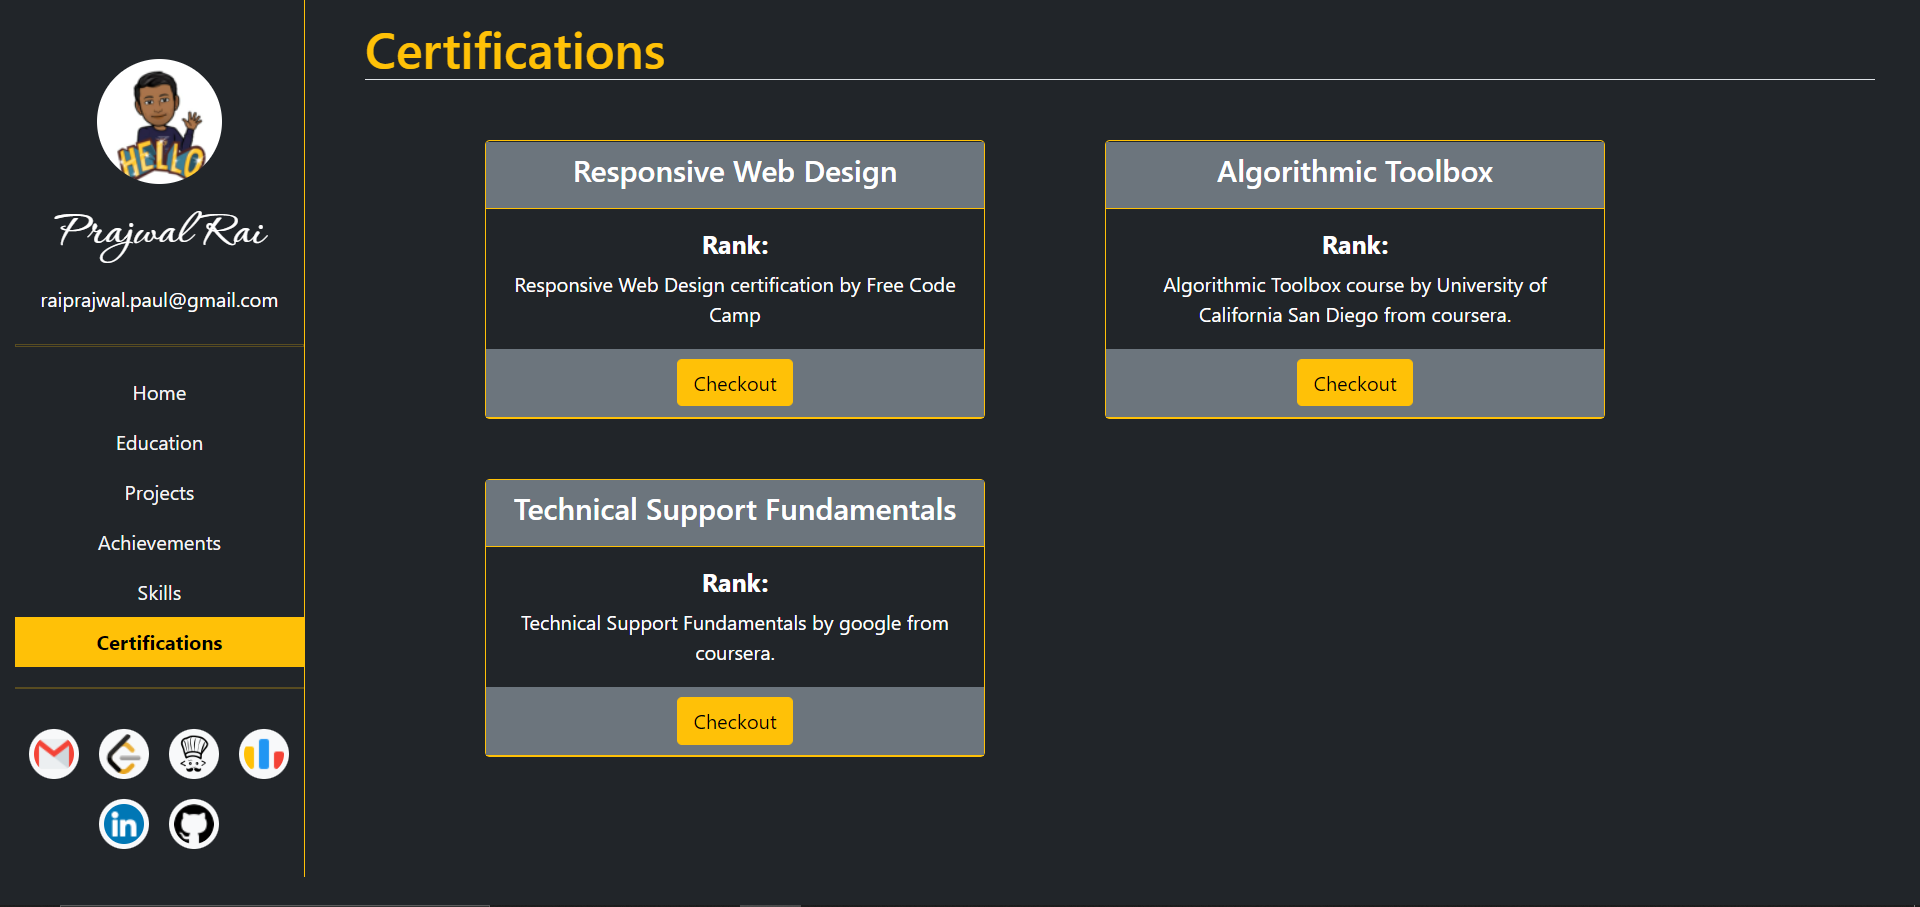 HELLO
Prajwal Rai
raiprajwal.paul@gmail.com
Home
Education
Projects
Achievements
Skills
Certifications
in
Certifications
Responsive Web Design
Rank:
Responsive Web Design certification by Free Code
Camp
Checkout
Algorithmic Toolbox
Rank:
Algorithmic Toolbox course by University of
California San Diego from coursera.
Checkout
Technical Support Fundamentals
Rank:
Technical Support Fundamentals by google from
coursera.
Checkout